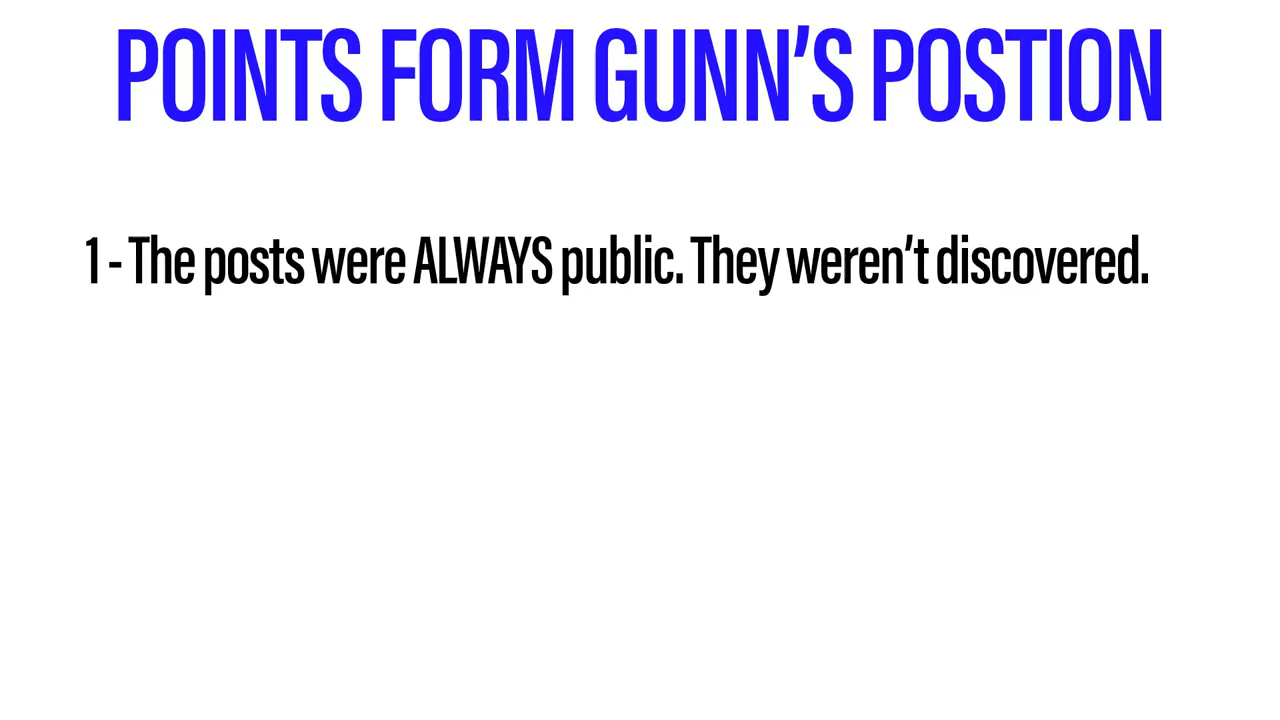 POINTS FORM GUNN’S POSTION
1 - The posts were ALWAYS public. They weren’t discovered.